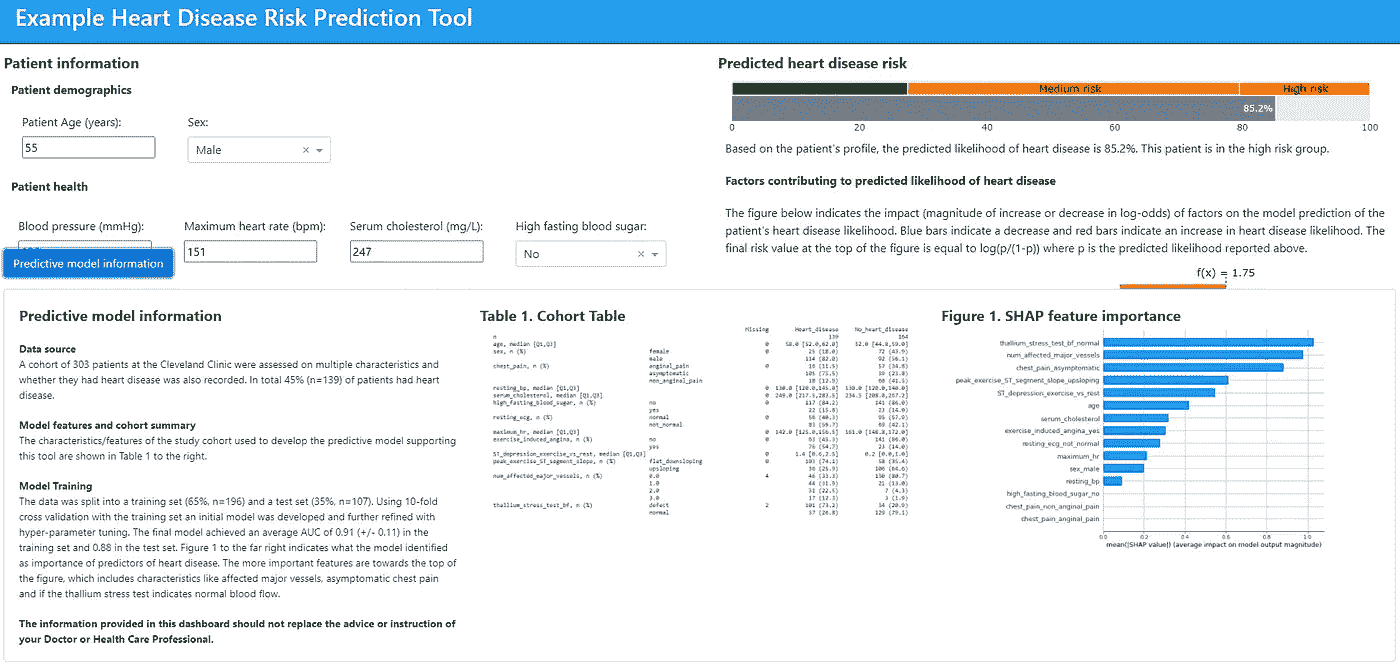 Example Heart Disease Risk Prediction Tool
Patient information
Patient demographics
Patient Age (years):
Sex:
55
Male
Patient health
Blood pressure (mmHg):
Maximum heart rate (bpm):
Serum cholesterol (mg/L):
High fasting blood sugar:
151
247
No
Predicted heart disease risk
Medium risk
High risk
85.2%
0 20 40 60 80 100
Based on the patient's profile, the predicted likelihood of heart disease is 85.2%. This patient is in the high risk group.
Factors contributing to predicted likelihood of heart disease
The figure below indicates the impact (magnitude of increase or decrease in log-odds) of factors on the model prediction of the
patient's heart disease likelihood. Blue bars indicate a decrease and red bars indicate an increase in heart disease likelihood. The
final risk value at the top of the figure is equal to log(p/(1-p)) where p is the predicted likelihood reported above.
f(x) = 1.75
Predictive model information
Predictive model information
Data source
A cohort of 303 patients at the Cleveland Clinic were assessed on multiple characteristics and
whether they had heart disease was also recorded. In total 45% (n=139) of patients had heart
disease.
Model features and cohort summary
The characteristics/features of the study cohort used to develop the predictive model supporting
this tool are shown in Table 1 to the right.
Model Training
The data was split into a training set (65%, n=196) and a test set (35%, n=107). Using 10-fold
cross validation with the training set an initial model was developed and further refined with
hyper-parameter tuning. The final model achieved an average AUC of 0.91 (+/- 0.11) in the
training set and 0.88 in the test set. Figure 1 to the far right indicates what the model identified
as importance of predictors of heart disease. The more important features are towards the top of
the figure, which includes characteristics like affected major vessels, asymptomatic chest pain
and if the thallium stress test indicates normal blood flow.
The information provided in this dashboard should not replace the advice or instruction of
your Doctor or Health Care Professional.
Table 1. Cohort Table
Missing Heart_disease No_heart_disease
n 139 164
age, median [Q1,Q3] 0 58.0 [52.0,62.0] 52.0 [44.8,59.0]
sex, n (%) female 0 25 (18.0) 72 (43.9)
male 114 (82.0) 92 (56.1)
chest_pain, n (%) anginal_pain 0 16 (11.5) 57 (34.8)
asymptomatic 105 (75.5) 39 (23.8)
non_anginal_pain 18 (12.9) 68 (41.5)
resting_bp, median [Q1,Q3] 0 130.0 [120.0,145.0] 130.0 [120.0,140.0]
serum_cholesterol, median [Q1,Q3] 0 249.0 [217.5,283.5] 234.5 [208.8,267.2]
high_fasting_blood_sugar, n (%) no 0 117 (84.2) 141 (86.0)
yes 22 (15.8) 23 (14.0)
resting_ecg, n (%) normal 0 56 (40.3) 95 (57.9)
not_normal 83 (59.7) 69 (42.1)
maximum_hr, median [Q1,Q3] 0 142.0 [125.0,156.5] 161.0 [148.8,172.0]
exercise_induced_angina, n (%) no 0 63 (45.3) 141 (86.0)
yes 76 (54.7) 23 (14.0)
ST_depression_exercise_vs_rest, median [Q1,Q3] 0 1.4 [0.6,2.5] 0.2 [0.0,1.0]
peak_exercise_ST_segment_slope, n (%) flat_downsloping 0 103 (74.1) 58 (35.4)
upsloping 36 (25.9) 106 (64.6)
num_affected_major_vessels, n (%) 0.0 4 46 (33.3) 130 (80.7)
1.0 44 (31.9) 21 (13.0)
2.0 31 (22.5) 7 (4.3)
3.0 17 (12.3) 3 (1.9)
thallium_stress_test_bf, n (%) defect 2 101 (73.2) 34 (20.9)
normal 37 (26.8) 129 (79.1)
Figure 1. SHAP feature importance
thallium_stress_test_bf_normal
num_affected_major_vessels
chest_pain_asymptomatic
peak_exercise_ST_segment_slope_upsloping
ST_depression_exercise_vs_rest
age
serum_cholesterol
exercise_induced_angina_yes
resting_ecg_not_normal
maximum_hr
sex_male
resting_bp
high_fasting_blood_sugar_no
chest_pain_non_anginal_pain
chest_pain_anginal_pain
0.0 0.2 0.4 0.6 0.8 1.0
mean(|SHAP value|) (average impact on model output magnitude)